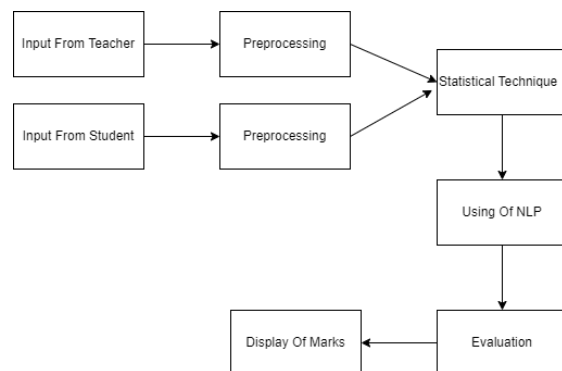 Input From Teacher
Preprocessing
Statistical Technique
Input From Student
Preprocessing
Using Of NLP
Display Of Marks
Evaluation